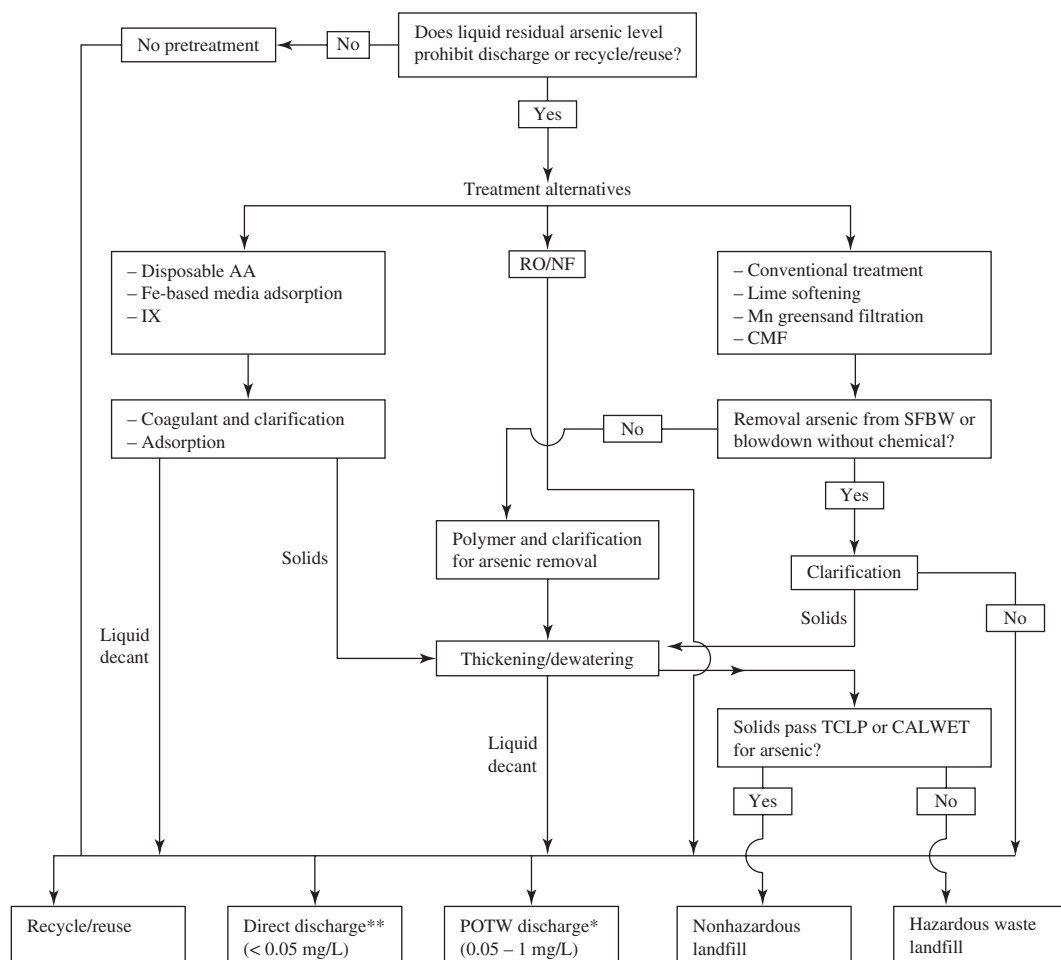 Does liquid residual arsenic level
prohibit discharge or recycle/reuse?
No
No pretreatment
Yes
Treatment alternatives
– Disposable AA
– Fe-based media adsorption
– IX
RO/NF
– Conventional treatment
– Lime softening
– Mn greensand filtration
– CMF
– Coagulant and clarification
– Adsorption
Removal arsenic from SFBW or
blowdown without chemical?
No
Yes
Polymer and clarification
for arsenic removal
Solids
Clarification
No
Solids
Liquid
decant
Thickening/dewatering
Solids pass TCLP or CALWET
for arsenic?
Liquid
decant
Yes
No
Recycle/reuse
Direct discharge**
(< 0.05 mg/L)
POTW discharge*
(0.05 – 1 mg/L)
Nonhazardous
landfill
Hazardous waste
landfill